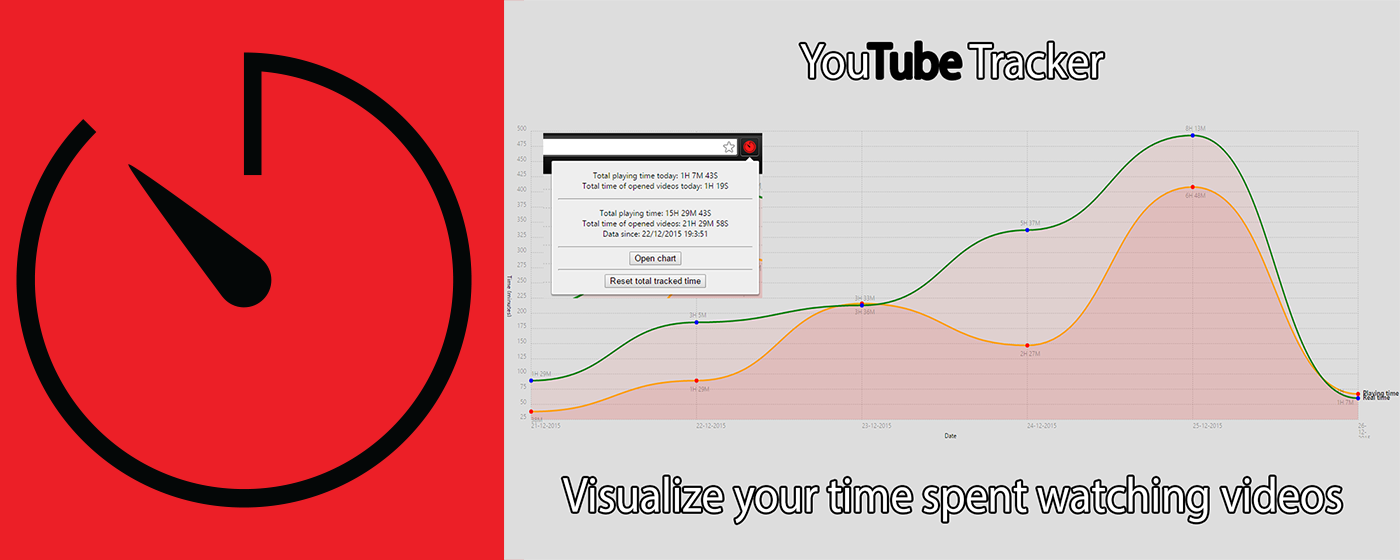 YouTube Tracker
Total playing time today: 1H 7M 43S
Total time of opened videos today: 1H 19S
Total playing time: 15H 29M 43S
Total time of opened videos: 21H 29M 58S
Data since: 22/12/2015 19:3:51
Open chart
Reset total tracked time
500
475
450
425
400
375
350
325
300
275
250
225
200
175
150
125
100
75
50
25
Time (minutes)
8H 13M
6H 48M
5H 37M
3H 33M
3H 36M
3H 5M
2H 27M
1H 29M
1H 29M
38M
1H 7M
Playing time
Real time
21-12-2015
22-12-2015
23-12-2015
24-12-2015
25-12-2015
Date
Visualize your time spent watching videos